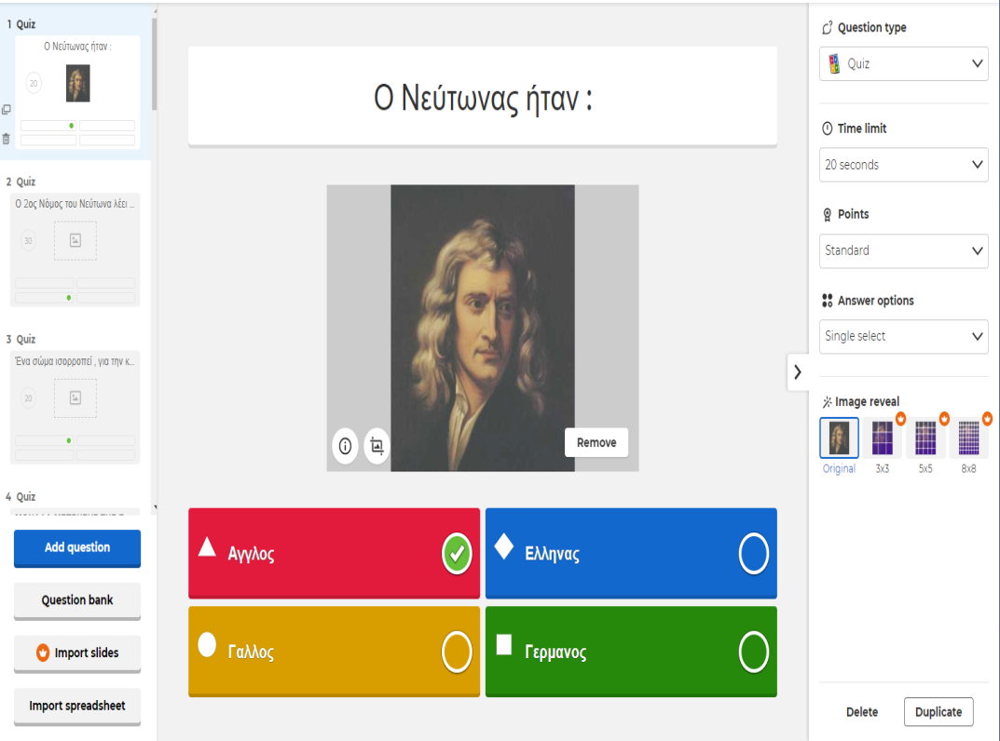 1 Quiz
Ο Νεύτωνας ήταν :
20
2 Quiz
Ο 2ος Νόμος του Νεύτωνα λέει ...
30
3 Quiz
Ένα σώμα ισορροπεί , για την κ...
20
4 Quiz
Add question
Question bank
Import slides
Import spreadsheet
Ο Νεύτωνας ήταν :
Remove
Αγγλος
Ελληνας
Γαλλος
Γερμανος
Question type
Quiz
Time limit
20 seconds
Points
Standard
Answer options
Single select
Image reveal
Original 3x3 5x5 8x8
Delete Duplicate